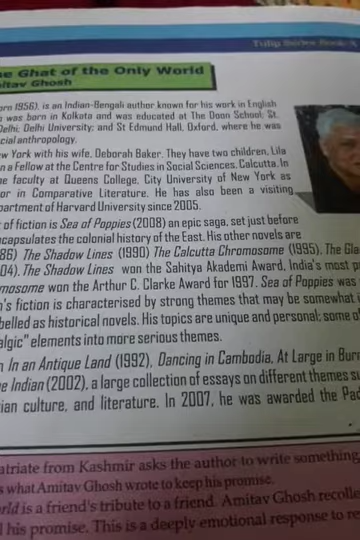 Tulip Series Book-
e Ghat of the Only World
itav Ghosh
orn 1956), is an Indian-Bengali author known for his work in English
was born in Kolkata and was educated at The Doon School; St.
Delhi; Delhi University; and St Edmund Hall, Oxford, where he was
cial anthropology.
ew York with his wife, Deborah Baker. They have two children, Lila
n a Fellow at the Centre for Studies in Social Sciences, Calcutta. In
e faculty at Queens College, City University of New York as
or in Comparative Literature. He has also been a visiting
partment of Harvard University since 2005.
of fiction is Sea of Poppies (2008) an epic saga, set just before
capsulates the colonial history of the East. His other novels are
86) The Shadow Lines (1990) The Calcutta Chromosome (1995), The Gla
04). The Shadow Lines won the Sahitya Akademi Award, India's most p
mosome won the Arthur C. Clarke Award for 1997. Sea of Poppies was
's fiction is characterised by strong themes that may be somewhat i
belled as historical novels. His topics are unique and personal; some of
algic" elements into more serious themes.
In an Antique Land (1992), Dancing in Cambodia, At Large in Bur
e Indian (2002), a large collection of essays on different themes su
ian culture, and literature. In 2007, he was awarded the Pad
atriate from Kashmir asks the author to write something,
s what Amitav Ghosh wrote to keep his promise.
rld is a friend's tribute to a friend. Amitav Ghosh recolle
l his promise. This is a deeply emotional response to re